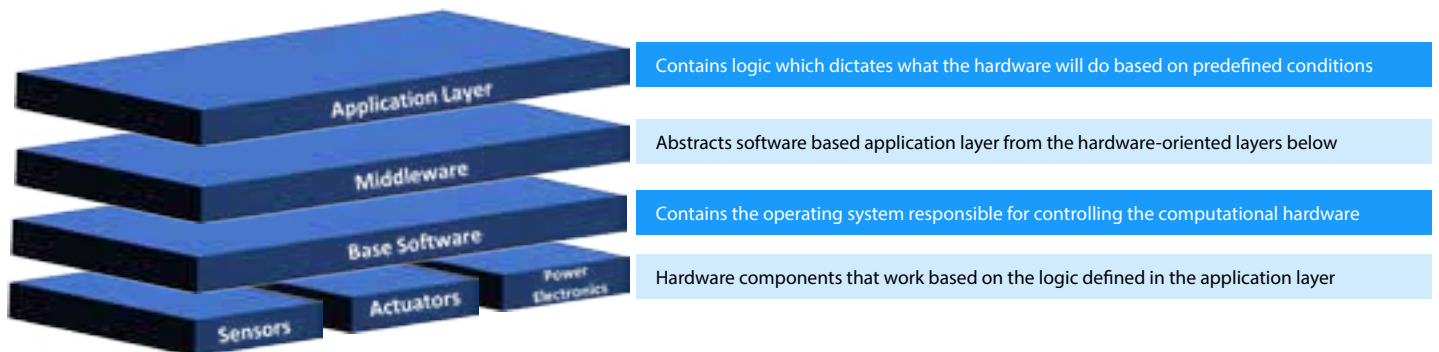 Application Layer
Contains logic which dictates what the hardware will do based on predefined conditions
Middleware
Abstracts software based application layer from the hardware-oriented layers below
Base Software
Contains the operating system responsible for controlling the computational hardware
Sensors
Actuators
Power
Electronics
Hardware components that work based on the logic defined in the application layer